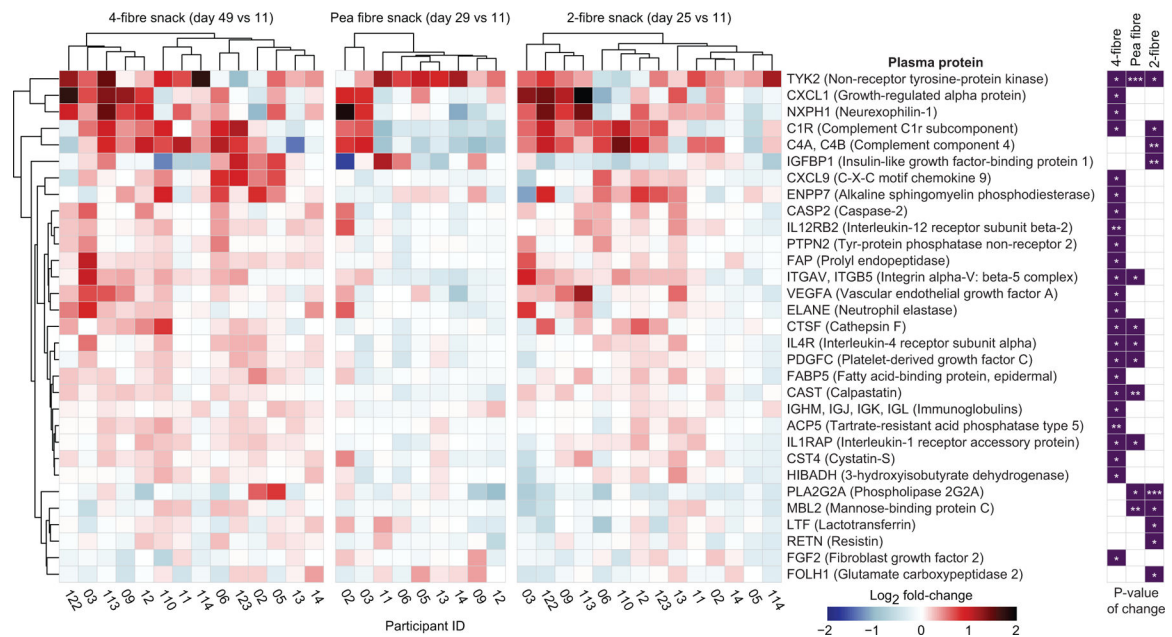 4-fibre snack (day 49 vs 11)
Pea fibre snack (day 29 vs 11)
2-fibre snack (day 25 vs 11)
4-fibre
Pea fibre
2-fibre
Plasma protein
TYK2 (Non-receptor tyrosine-protein kinase) * *** *
CXCL1 (Growth-regulated alpha protein) *
NXPH1 (Neurexophilin-1) *
C1R (Complement C1r subcomponent) * *
C4A, C4B (Complement component 4) **
IGFBP1 (Insulin-like growth factor-binding protein 1) **
CXCL9 (C-X-C motif chemokine 9) *
ENPP7 (Alkaline sphingomyelin phosphodiesterase) *
CASP2 (Caspase-2) *
IL12RB2 (Interleukin-12 receptor subunit beta-2) **
PTPN2 (Tyr-protein phosphatase non-receptor 2) *
FAP (Prolyl endopeptidase) *
ITGAV, ITGB5 (Integrin alpha-V: beta-5 complex) * *
VEGFA (Vascular endothelial growth factor A) *
ELANE (Neutrophil elastase) *
CTSF (Cathepsin F) * *
IL4R (Interleukin-4 receptor subunit alpha) * *
PDGFC (Platelet-derived growth factor C) * *
FABP5 (Fatty acid-binding protein, epidermal) *
CAST (Calpastatin) * **
IGHM, IGJ, IGK, IGL (Immunoglobulins) *
ACP5 (Tartrate-resistant acid phosphatase type 5) **
IL1RAP (Interleukin-1 receptor accessory protein) * *
CST4 (Cystatin-S) *
HIBADH (3-hydroxyisobutyrate dehydrogenase) *
PLA2G2A (Phospholipase 2G2A) * ***
MBL2 (Mannose-binding protein C) ** *
LTF (Lactotransferrin) *
RETN (Resistin) *
FGF2 (Fibroblast growth factor 2) *
FOLH1 (Glutamate carboxypeptidase 2) *
122 03 113 09 12 110 11 114 06 123 02 05 13 14
02 03 11 06 05 13 14 09 12
03 122 09 113 06 110 12 123 13 11 02 14 05 114
Participant ID
Log2 fold-change
−2 −1 0 1 2
P-value
of change